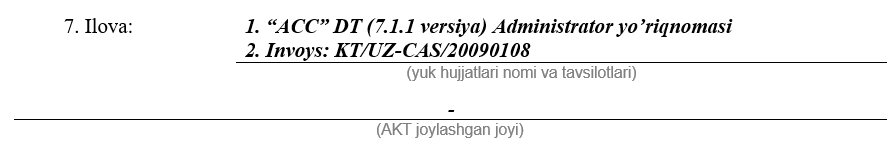 7. Ilova: 1. “ACC” DT (7.1.1 versiya) Administrator yo’riqnomasi
2. Invoys: KT/UZ-CAS/20090108
(yuk hujjatlari nomi va tavsilotlari)
-
(AKT joylashgan joyi)